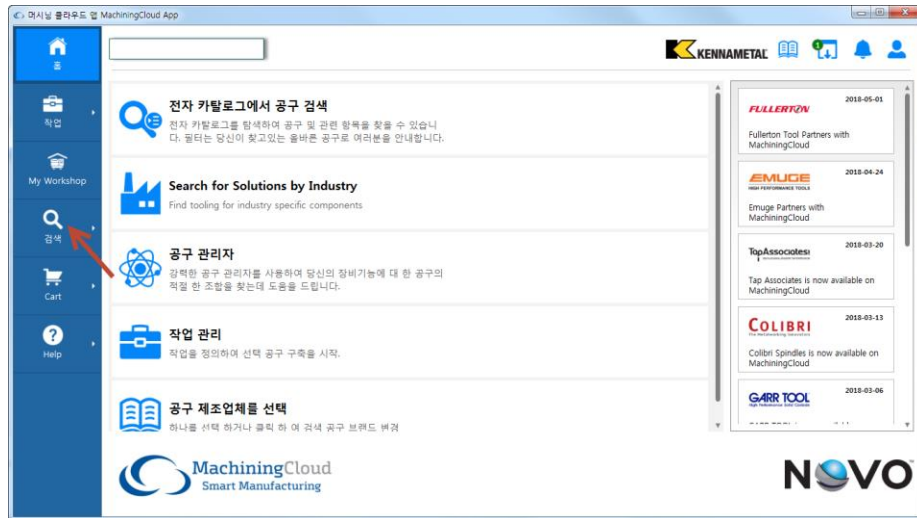 머시닝 클라우드 앱 MachiningCloud App
홈
KENNAMETAL
1
작업
My Workshop
검색
Cart
Help
전자 카탈로그에서 공구 검색
전자 카탈로그를 탐색하여 공구 및 관련 항목을 찾을 수 있습니
다. 필터는 당신이 찾고있는 올바른 공구로 여러분을 안내합니다.
Search for Solutions by Industry
Find tooling for industry specific components
공구 관리자
강력한 공구 관리자를 사용하여 당신의 장비기능에 대 한 공구의
적절 한 조합을 찾는데 도움을 드립니다.
작업 관리
작업을 정의하여 선택 공구 구축을 시작.
공구 제조업체를 선택
하나를 선택 하거나 클릭 하 여 검색 공구 브랜드 변경
2018-05-01
FULLERTON
Fullerton Tool Partners with
MachiningCloud
2018-04-24
EMUGE
HIGH PERFORMANCE TOOLS
Emuge Partners with
MachiningCloud
2018-03-20
TapAssociates
Tap Associates is now available on
MachiningCloud
2018-03-13
COLIBRI
Colibri Spindles is now available on
MachiningCloud
2018-03-06
GARR TOOL
MachiningCloud
Smart Manufacturing
NOVO